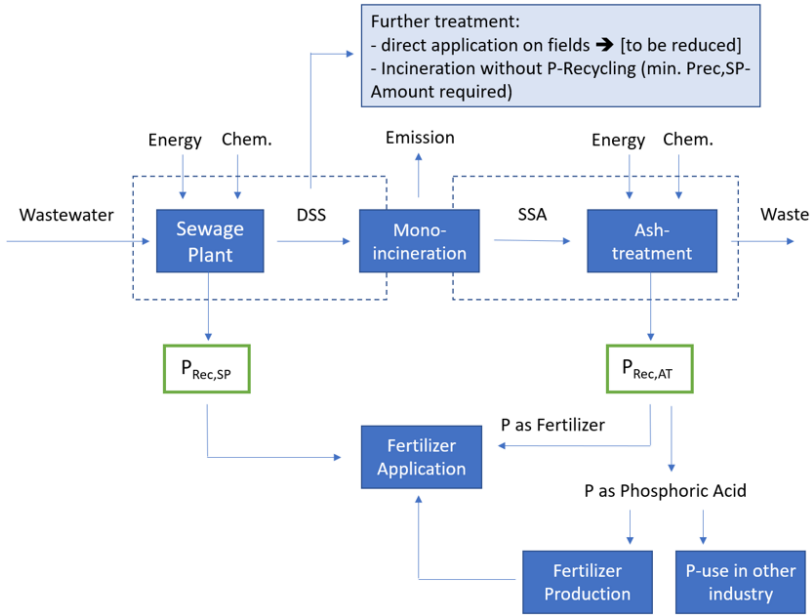 Further treatment:
- direct application on fields ➔ [to be reduced]
- Incineration without P-Recycling (min. Prec,SP-
Amount required)
Energy
Chem.
Emission
Energy
Chem.
Wastewater
Sewage
Plant
DSS
Mono-
incineration
SSA
Ash-
treatment
Waste
P_Rec,SP
P_Rec,AT
P as Fertilizer
Fertilizer
Application
P as Phosphoric Acid
Fertilizer
Production
P-use in other
industry